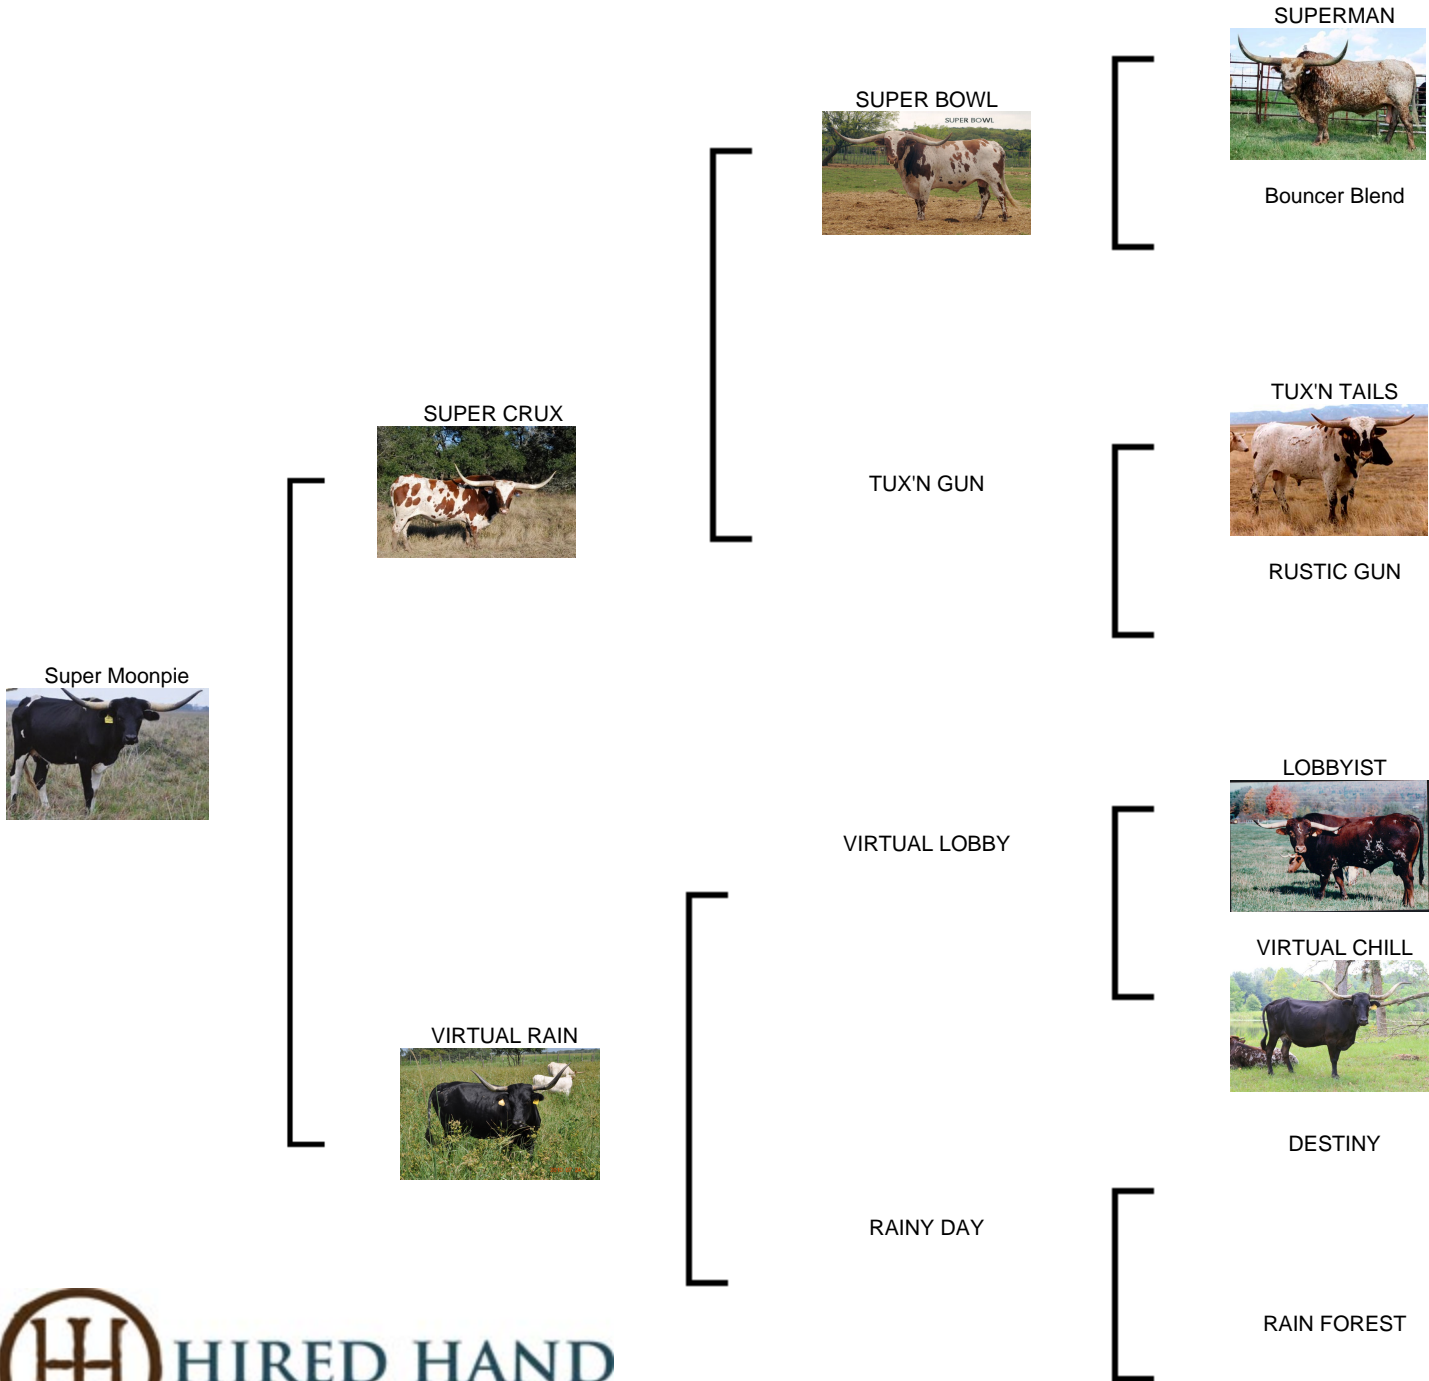 SUPERMAN
SUPER BOWL
SUPER BOWL
Bouncer Blend
TUX'N TAILS
SUPER CRUX
TUX'N GUN
RUSTIC GUN
Super Moonpie
LOBBYIST
VIRTUAL LOBBY
VIRTUAL CHILL
VIRTUAL RAIN
DESTINY
RAINY DAY
RAIN FOREST
HIRED HAND